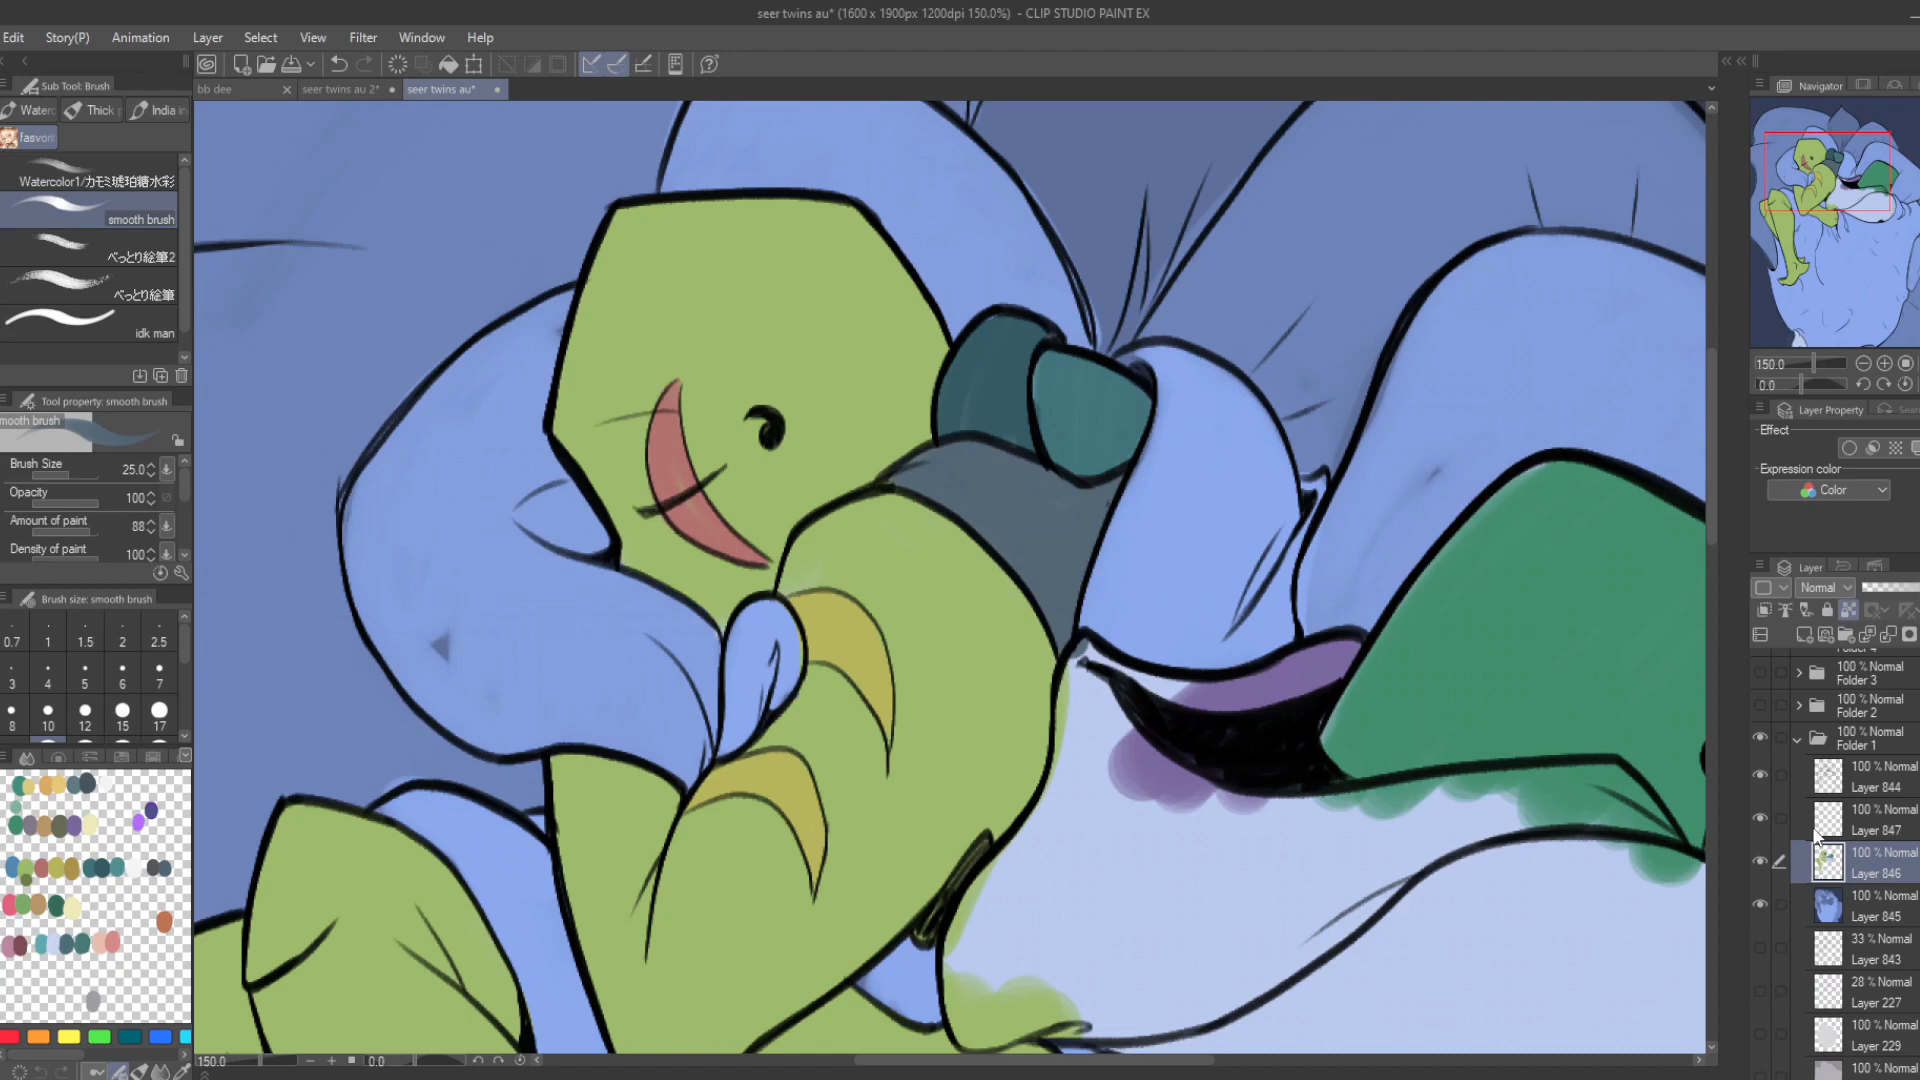 seer twins au* (1600 x 1900px 1200dpi 150.0%) - CLIP STUDIO PAINT EX
Edit Story(P) Animation Layer Select View Filter Window Help
Sub Tool: Brush
bb dee
seer twins au 2*
seer twins au*
Navigator
Thick
India in
Watercolor1/カモミ琥珀糖水彩
smooth brush
べっとり絵筆2
べっとり絵筆
idk man
150.0
0.0
Tool property: smooth brush
mooth brush
Layer Property
Effect
Brush Size 25.0
Expression color
Opacity 100
Color
Amount of paint 88
Density of paint 100
Layer
Normal
Brush size: smooth brush
0.7 1 1.5 2 2.5
3 4 5 6 7
8 10 12 15 17
100 % Normal
Folder 3
100 % Normal
Folder 2
100 % Normal
Folder 1
100 % Normal
Layer 844
100 % Normal
Layer 847
100 % Normal
Layer 846
100 % Normal
Layer 845
33 % Normal
Layer 843
28 % Normal
Layer 227
100 % Normal
Layer 229
100 % Normal
150.0
0.0